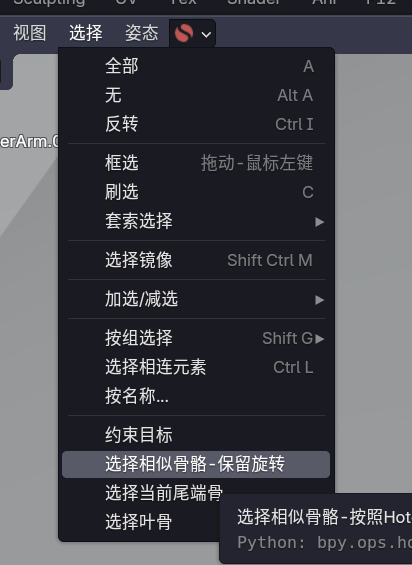 Sculpting UV Tex Shader
视图 选择 姿态
erArm.0
全部 A
无 Alt A
反转 Ctrl I
框选 拖动-鼠标左键
刷选 C
套索选择
选择镜像 Shift Ctrl M
加选/减选
按组选择 Shift G
选择相连元素 Ctrl L
按名称...
约束目标
选择相似骨骼-保留旋转
选择当前尾端骨
选择叶骨
选择相似骨骼-按照Hot
Python: bpy.ops.ho